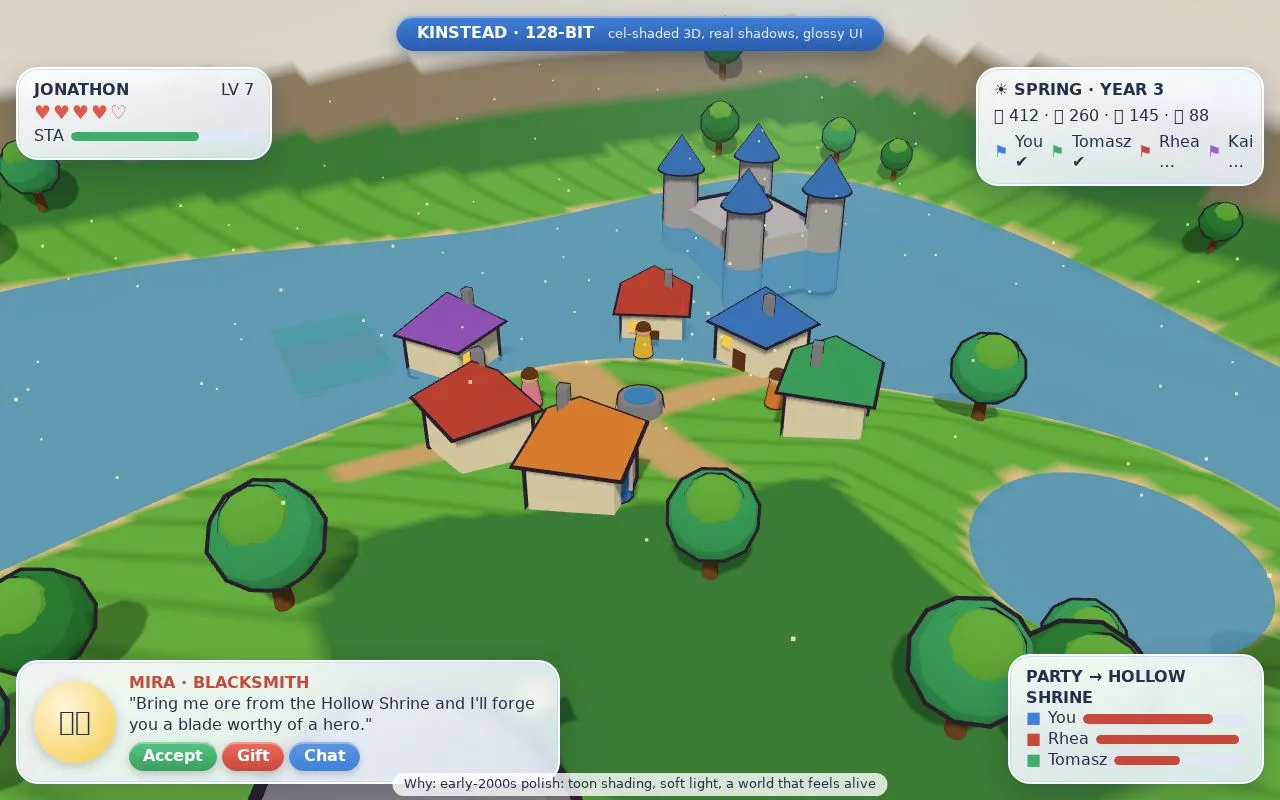 KINSTEAD · 128-BIT cel-shaded 3D, real shadows, glossy UI
JONATHON LV 7
♥♥♥♥♡
STA
☀ SPRING · YEAR 3
412 · 260 · 145 · 88
⚑ You ✔ ⚑ Tomasz ✔ ⚑ Rhea … ⚑ Kai …
MIRA · BLACKSMITH
"Bring me ore from the Hollow Shrine and I'll forge
you a blade worthy of a hero."
Accept Gift Chat
PARTY → HOLLOW
SHRINE
You
Rhea
Tomasz
Why: early-2000s polish: toon shading, soft light, a world that feels alive